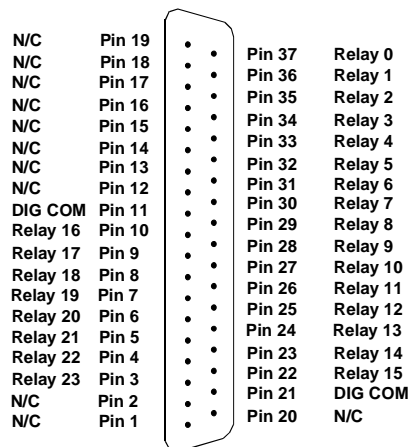 N/C Pin 19
N/C Pin 18
N/C Pin 17
N/C Pin 16
N/C Pin 15
N/C Pin 14
N/C Pin 13
N/C Pin 12
DIG COM Pin 11
Relay 16 Pin 10
Relay 17 Pin 9
Relay 18 Pin 8
Relay 19 Pin 7
Relay 20 Pin 6
Relay 21 Pin 5
Relay 22 Pin 4
Relay 23 Pin 3
N/C Pin 2
N/C Pin 1
Pin 37 Relay 0
Pin 36 Relay 1
Pin 35 Relay 2
Pin 34 Relay 3
Pin 33 Relay 4
Pin 32 Relay 5
Pin 31 Relay 6
Pin 30 Relay 7
Pin 29 Relay 8
Pin 28 Relay 9
Pin 27 Relay 10
Pin 26 Relay 11
Pin 25 Relay 12
Pin 24 Relay 13
Pin 23 Relay 14
Pin 22 Relay 15
Pin 21 DIG COM
Pin 20 N/C